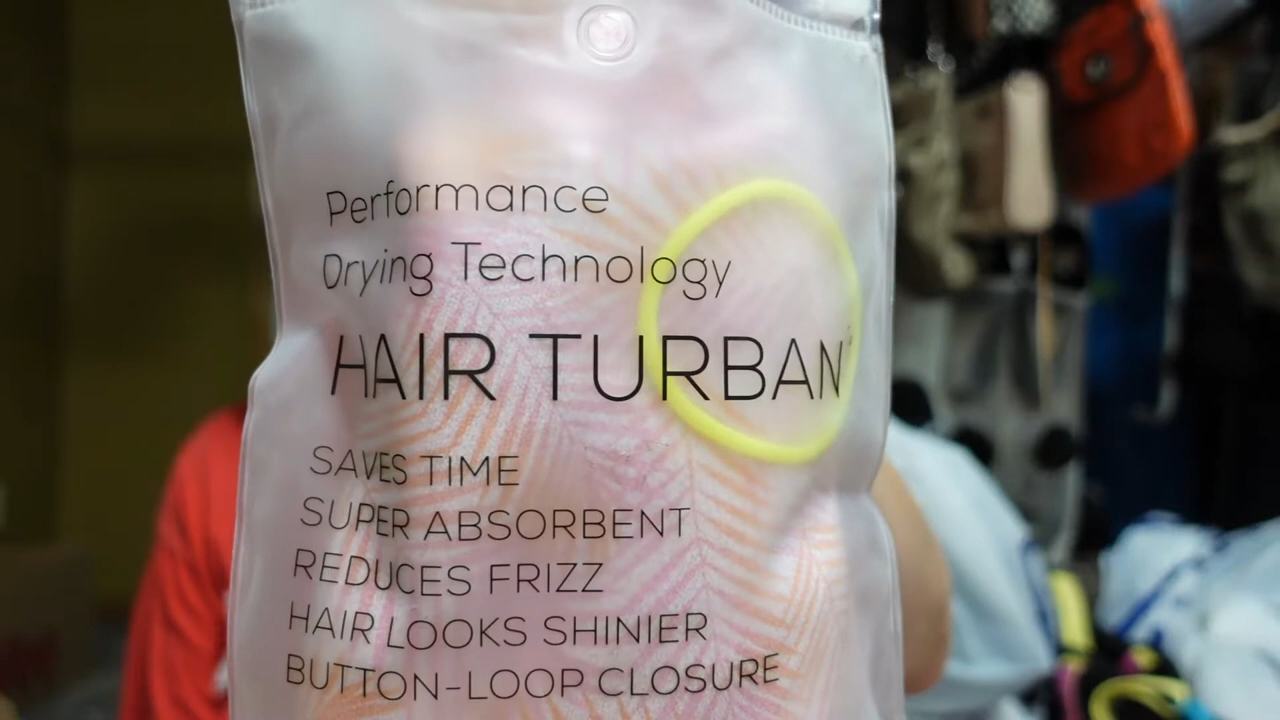 Performance
Drying Technology
HAIR TURBAN
SAVES TIME
SUPER ABSORBENT
REDUCES FRIZZ
HAIR LOOKS SHINIER
BUTTON-LOOP CLOSURE